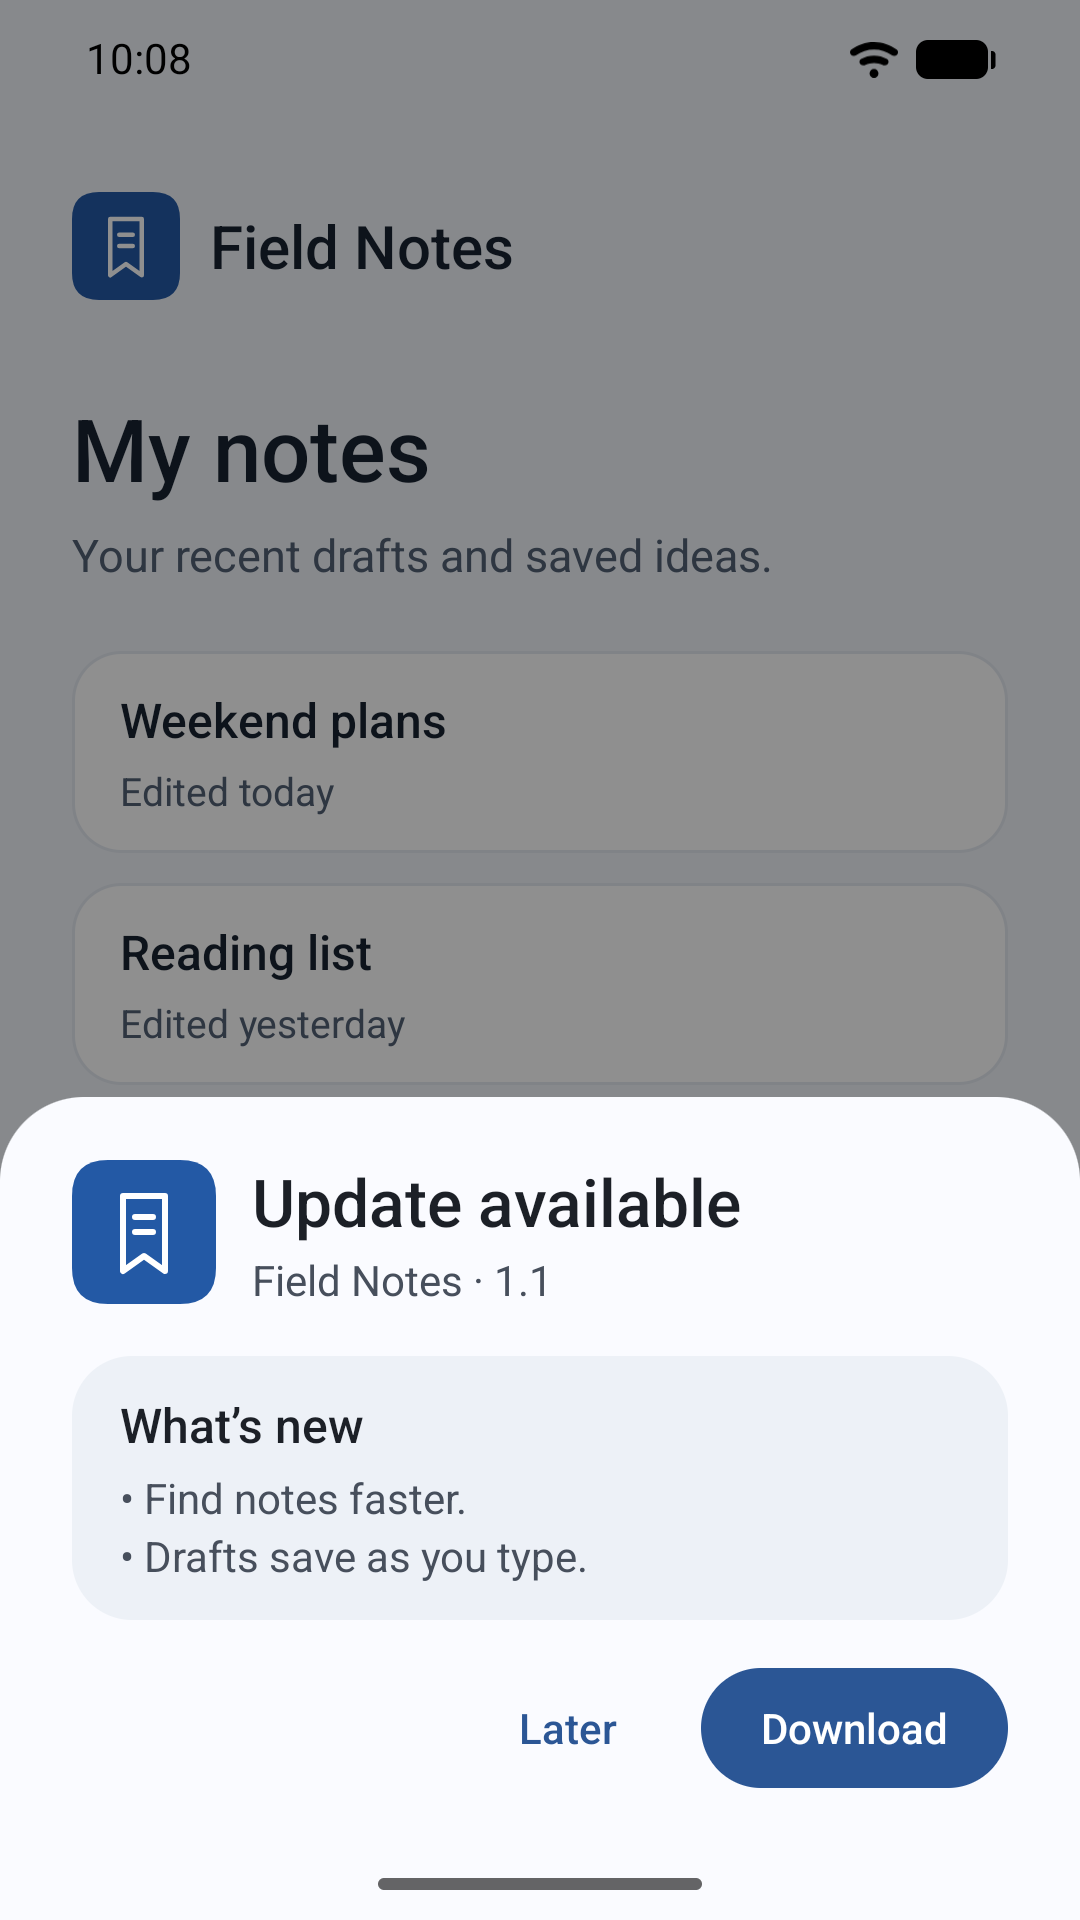 10:08
Field Notes
My notes
Your recent drafts and saved ideas.
Weekend plans
Edited today
Reading list
Edited yesterday
Update available
Field Notes · 1.1
What’s new
• Find notes faster.
• Drafts save as you type.
Later
Download